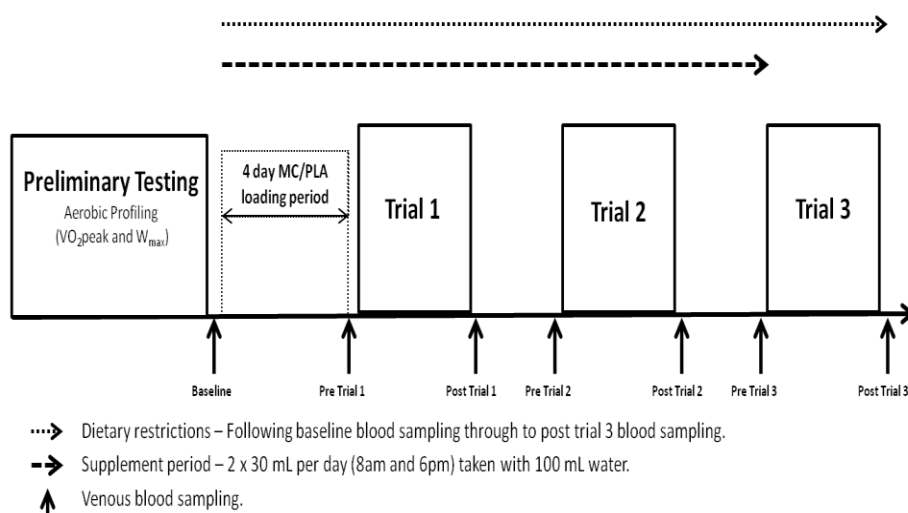 Preliminary Testing
Aerobic Profiling
(VO₂peak and Wₘₐₓ)
4 day MC/PLA
loading period
Trial 1
Trial 2
Trial 3
Baseline
Pre Trial 1
Post Trial 1
Pre Trial 2
Post Trial 2
Pre Trial 3
Post Trial 3
Dietary restrictions – Following baseline blood sampling through to post trial 3 blood sampling.
Supplement period – 2 x 30 mL per day (8am and 6pm) taken with 100 mL water.
Venous blood sampling.